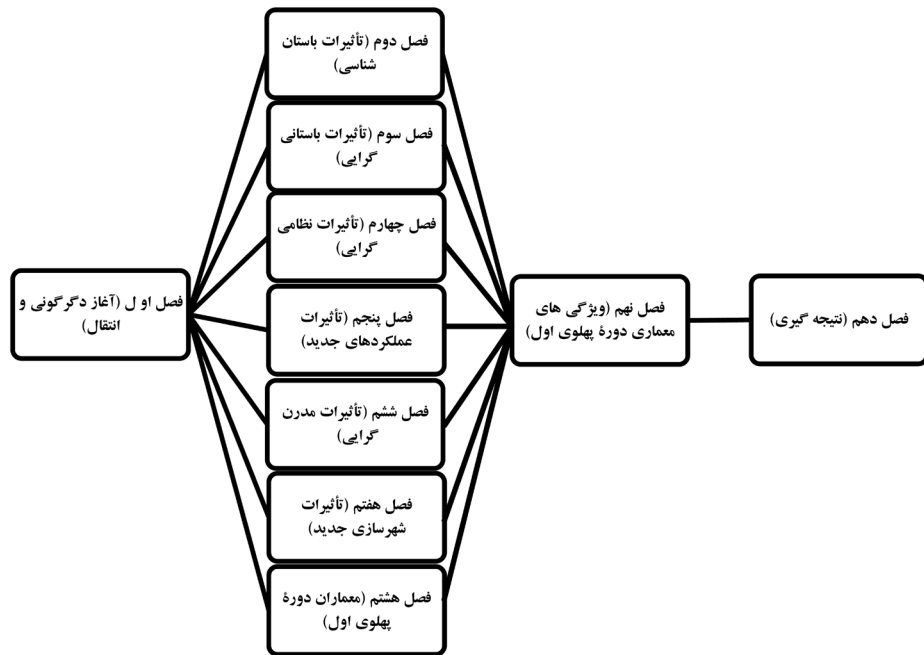 فصل دوم (تأثیرات باستان
شناسی)
فصل سوم (تأثیرات باستانی
گرایی)
فصل چهارم (تأثیرات نظامی
گرایی)
فصل او ل (آغاز دگرگونی و
انتقال)
فصل پنجم (تأثیرات
عملکردهای جدید)
فصل نهم (ویژگی های
معماری دورۀ پهلوی اول)
فصل دهم (نتیجه گیری)
فصل ششم (تأثیرات مدرن
گرایی)
فصل هفتم (تأثیرات
شهرسازی جدید)
فصل هشتم (معماران دورۀ
پهلوی اول)